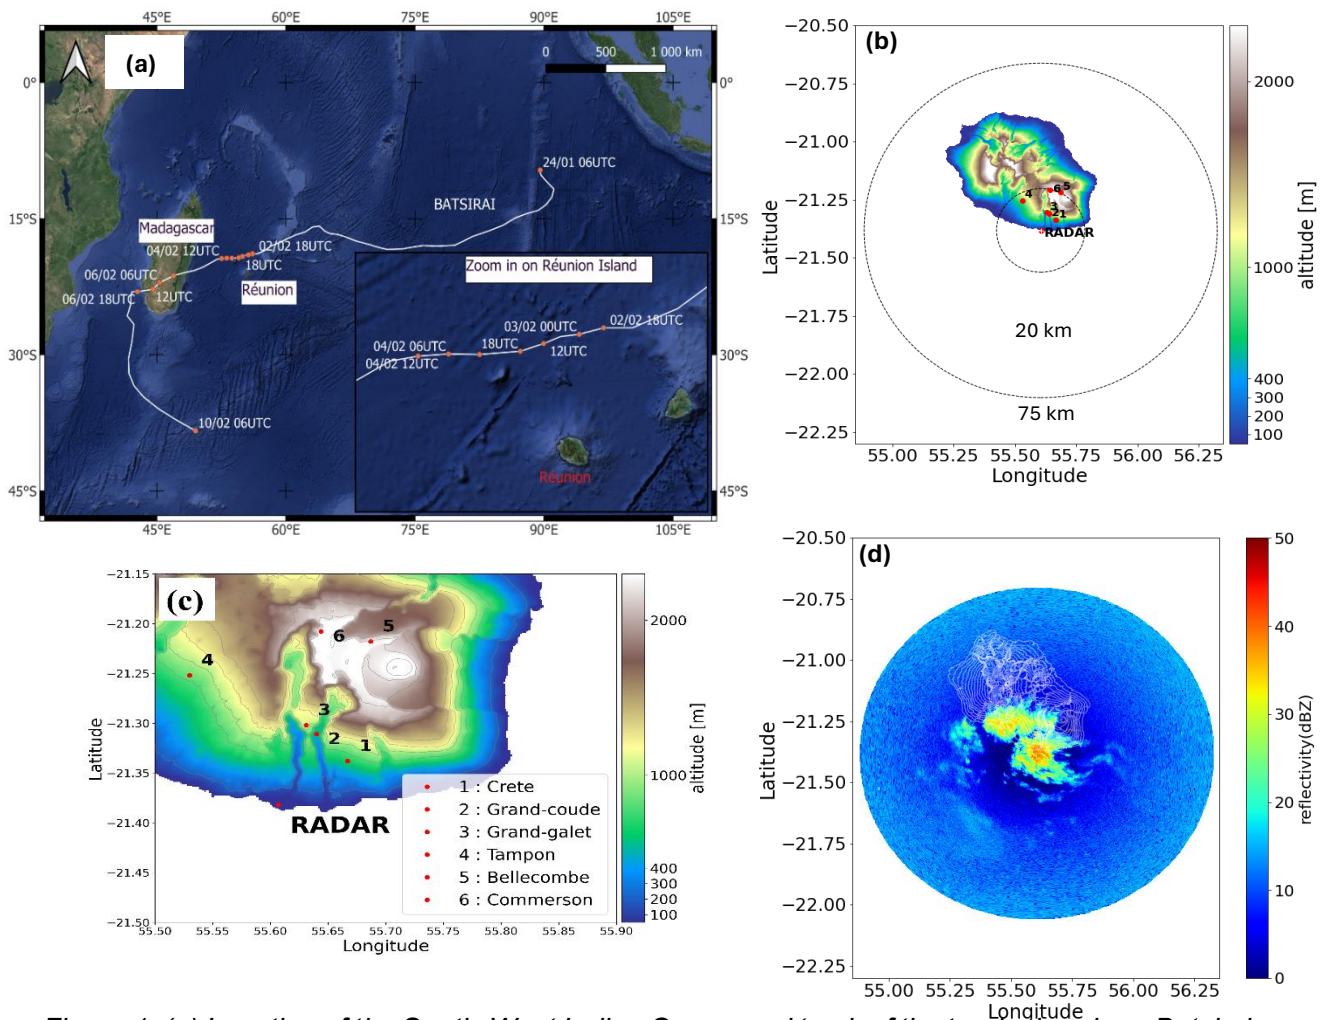 (a)
45°E 60°E 75°E 90°E 105°E
0 500 1 000 km
0° 0°
24/01 06UTC
BATSIRAI
15°S 15°S
Madagascar
04/02 12UTC 02/02 18UTC
18UTC
06/02 06UTC
06/02 18UTC 12UTC
Réunion
Zoom in on Réunion Island
03/02 00UTC 02/02 18UTC
04/02 06UTC 18UTC 12UTC
04/02 12UTC
30°S 30°S
10/02 06UTC
Réunion
45°S 45°S
45°E 60°E 75°E 90°E 105°E
(b)
−20.50
−20.75
−21.00
−21.25
−21.50
−21.75
−22.00
−22.25
Latitude
6 5
4
3
2 1
RADAR
20 km
75 km
55.00 55.25 55.50 55.75 56.00 56.25
Longitude
2000
1000
400
300
200
100
altitude [m]
(c)
−21.15
−21.20
−21.25
−21.30
−21.35
−21.40
−21.45
−21.50
Latitude
6 5
4
3
2 1
RADAR
1 : Crete
2 : Grand-coude
3 : Grand-galet
4 : Tampon
5 : Bellecombe
6 : Commerson
55.50 55.55 55.60 55.65 55.70 55.75 55.80 55.85 55.90
Longitude
2000
1000
400
300
200
100
altitude [m]
(d)
−20.50
−20.75
−21.00
−21.25
−21.50
−21.75
−22.00
−22.25
Latitude
55.00 55.25 55.50 55.75 56.00 56.25
Longitude
50
40
30
20
10
0
reflectivity(dBZ)